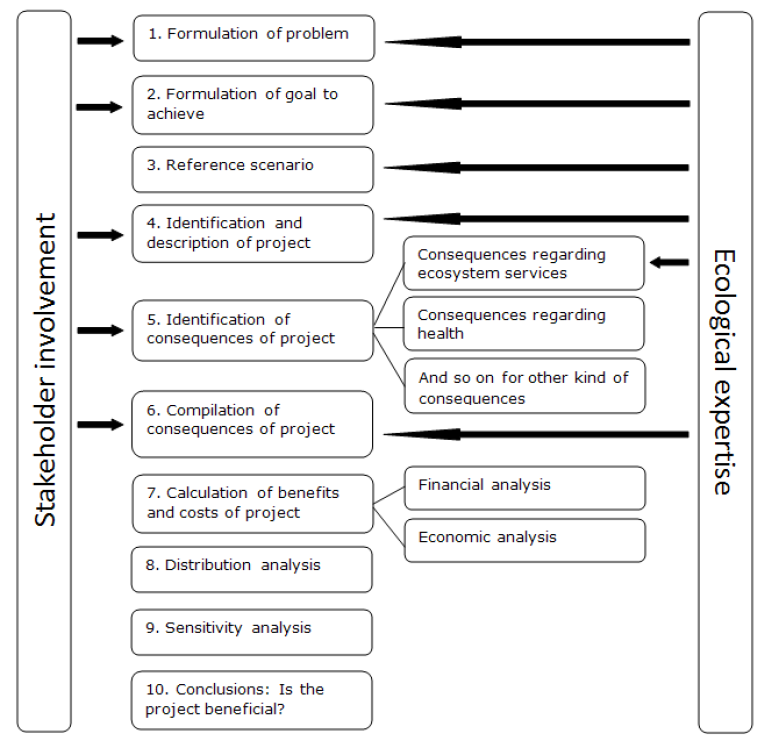 Stakeholder involvement
1. Formulation of problem
2. Formulation of goal to
achieve
3. Reference scenario
4. Identification and
description of project
5. Identification of
consequences of project
Consequences regarding
ecosystem services
Consequences regarding
health
And so on for other kind of
consequences
6. Compilation of
consequences of project
7. Calculation of benefits
and costs of project
Financial analysis
Economic analysis
8. Distribution analysis
9. Sensitivity analysis
10. Conclusions: Is the
project beneficial?
Ecological expertise